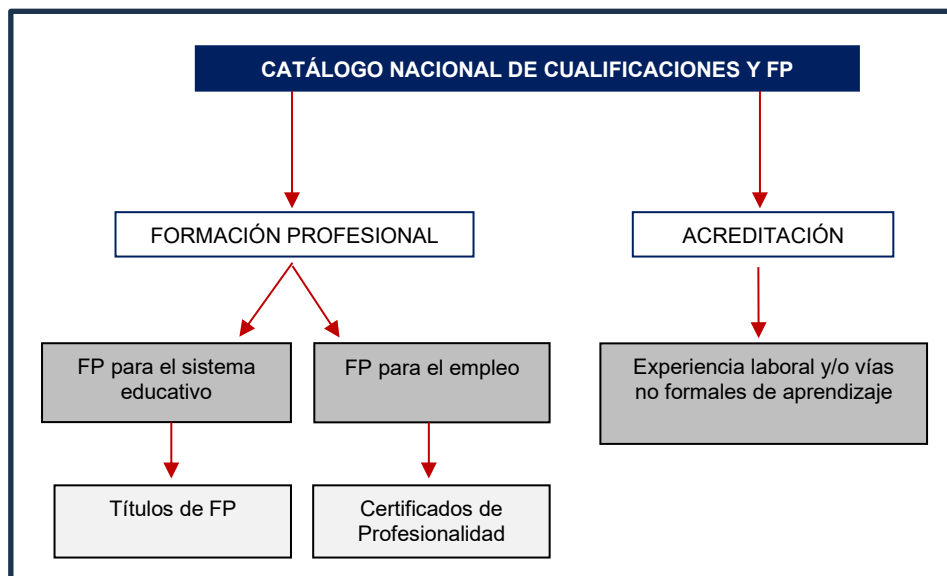 CATÁLOGO NACIONAL DE CUALIFICACIONES Y FP
FORMACIÓN PROFESIONAL
ACREDITACIÓN
FP para el sistema
educativo
FP para el empleo
Experiencia laboral y/o vías
no formales de aprendizaje
Títulos de FP
Certificados de
Profesionalidad